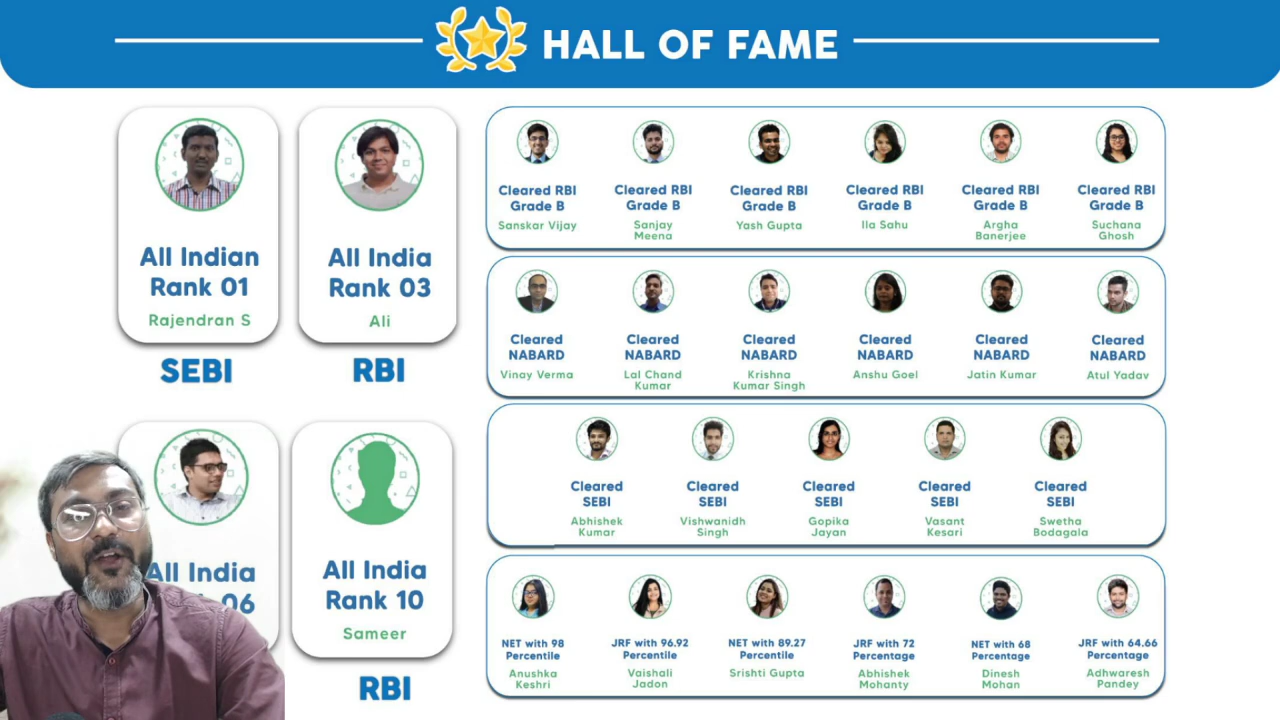 HALL OF FAME
All Indian
Rank 01
Rajendran S
SEBI
All India
Rank 03
Ali
RBI
All India
06
All India
Rank 10
Sameer
RBI
Cleared RBI
Grade B
Sanskar Vijay
Cleared RBI
Grade B
Sanjay
Meena
Cleared RBI
Grade B
Yash Gupta
Cleared RBI
Grade B
Ila Sahu
Cleared RBI
Grade B
Argha
Banerjee
Cleared RBI
Grade B
Suchana
Ghosh
Cleared
NABARD
Vinay Verma
Cleared
NABARD
Lal Chand
Kumar
Cleared
NABARD
Krishna
Kumar Singh
Cleared
NABARD
Anshu Goel
Cleared
NABARD
Jatin Kumar
Cleared
NABARD
Atul Yadav
Cleared
SEBI
Abhishek
Kumar
Cleared
SEBI
Vishwanidh
Singh
Cleared
SEBI
Gopika
Jayan
Cleared
SEBI
Vasant
Kesari
Cleared
SEBI
Swetha
Bodagala
NET with 98
Percentile
Anushka
Keshri
JRF with 96.92
Percentile
Vaishali
Jadon
NET with 89.27
Percentile
Srishti Gupta
JRF with 72
Percentage
Abhishek
Mohanty
NET with 68
Percentage
Dinesh
Mohan
JRF with 64.66
Percentage
Adhwaresh
Pandey